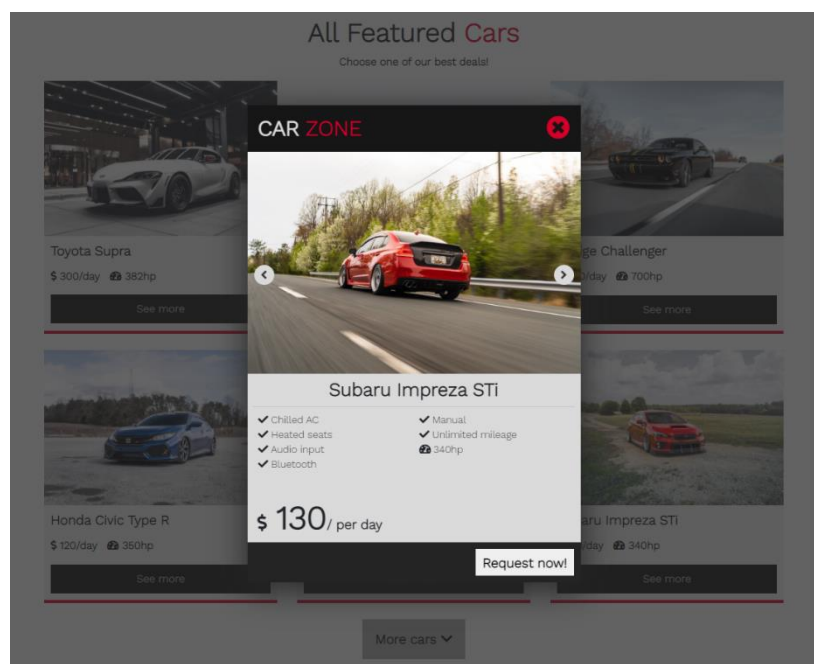 All Featured Cars
Choose one of our best deals!
CAR ZONE
Toyota Supra
$ 300/day 382hp
See more
ge Challenger
/day 700hp
See more
Subaru Impreza STi
Chilled AC
Heated seats
Audio input
Bluetooth
Manual
Unlimited mileage
340hp
$ 130/ per day
Request now!
Honda Civic Type R
$ 120/day 350hp
See more
aru Impreza STi
/day 340hp
See more
More cars